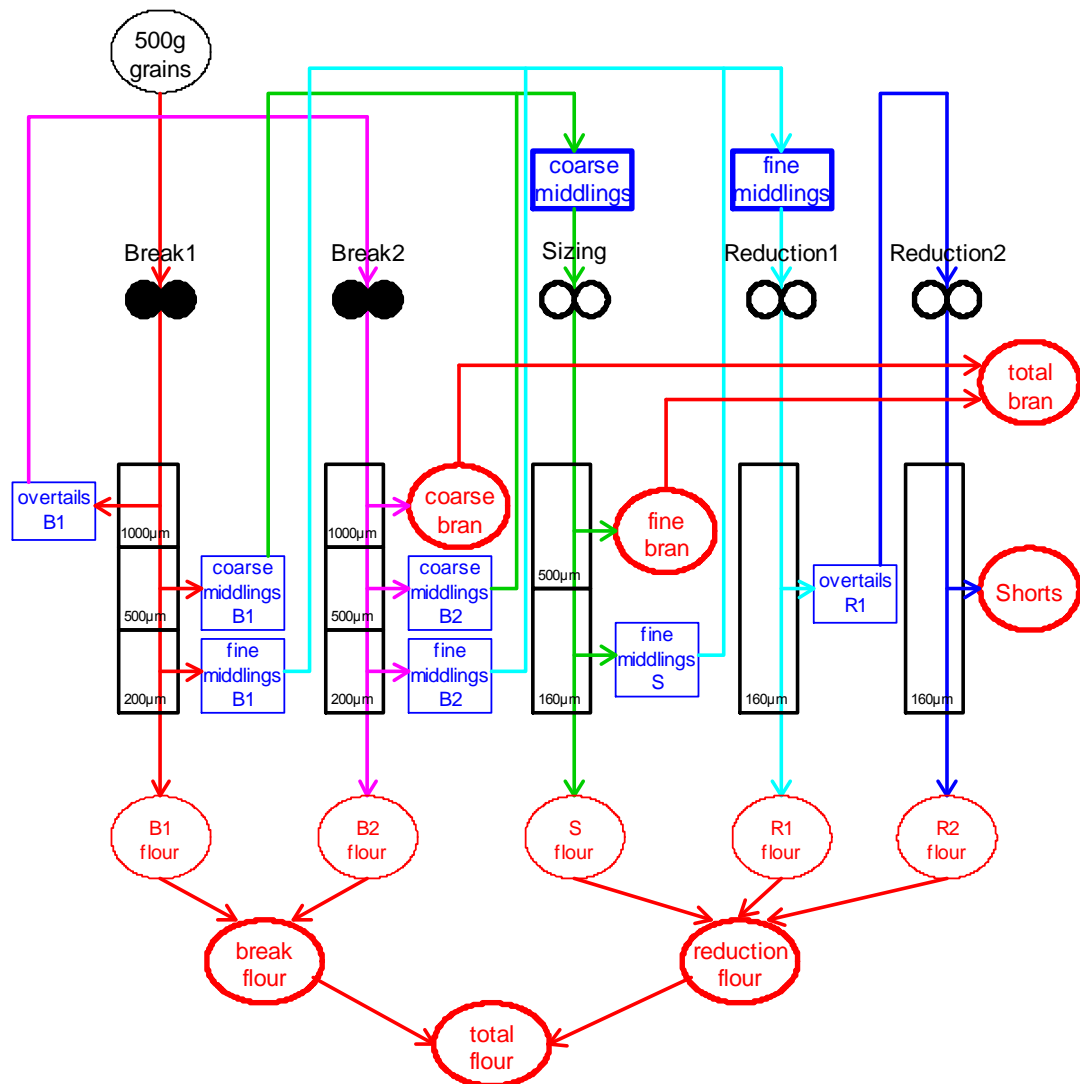 500g
grains
coarse
middlings
fine
middlings
Break1
Break2
Sizing
Reduction1
Reduction2
total
bran
overtails
B1
1000µm
500µm
200µm
coarse
middlings
B1
fine
middlings
B1
1000µm
500µm
200µm
coarse
bran
coarse
middlings
B2
fine
middlings
B2
500µm
160µm
fine
bran
fine
middlings
S
160µm
overtails
R1
160µm
Shorts
B1
flour
B2
flour
S
flour
R1
flour
R2
flour
break
flour
reduction
flour
total
flour